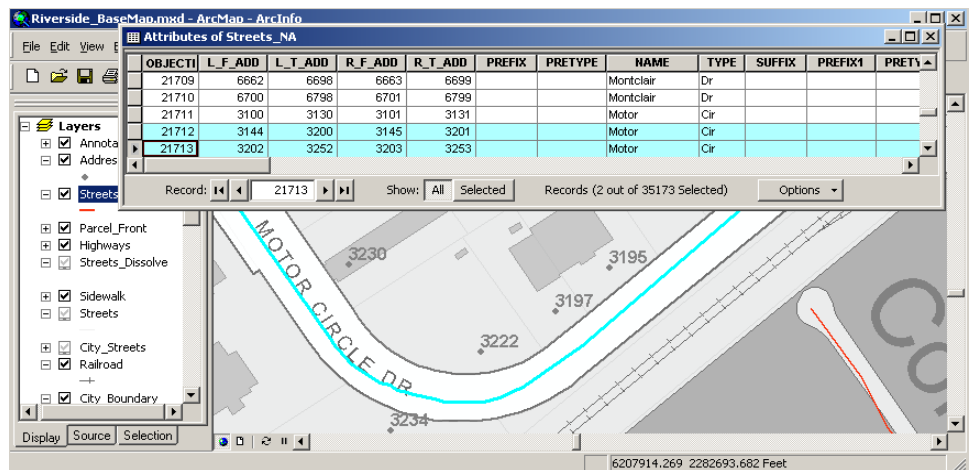 Riverside_BaseMap.mxd - ArcMap - ArcInfo
File Edit View
Attributes of Streets_NA
OBJECTI L_F_ADD L_T_ADD R_F_ADD R_T_ADD PREFIX PRETYPE NAME TYPE SUFFIX PREFIX1 PRETY
21709 6662 6698 6663 6699 Montclair Dr
21710 6700 6798 6701 6799 Montclair Dr
21711 3100 3130 3101 3131 Motor Cir
21712 3144 3200 3145 3201 Motor Cir
21713 3202 3252 3203 3253 Motor Cir
Record: 21713 Show: All Selected Records (2 out of 35173 Selected) Options
Layers
Annota
Addres
Streets
Parcel_Front
Highways
Streets_Dissolve
Sidewalk
Streets
City_Streets
Railroad
City Boundary
Display Source Selection
MOTOR CIRCLE DR
3230
3195
3197
3222
3234
Co
6207914.269 2282693.682 Feet